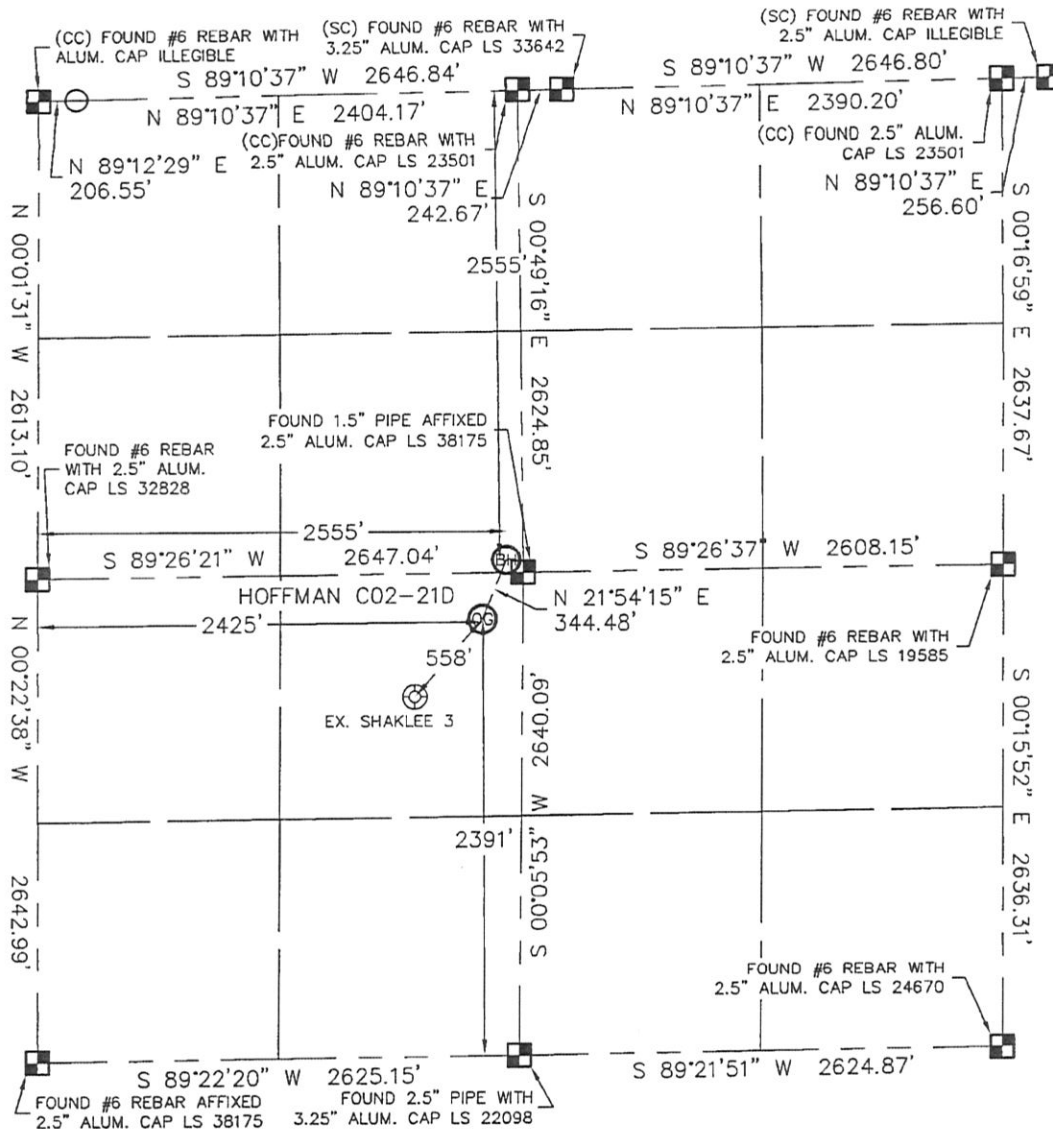 (CC) FOUND #6 REBAR WITH
ALUM. CAP ILLEGIBLE
(SC) FOUND #6 REBAR WITH
3.25" ALUM. CAP LS 33642
(SC) FOUND #6 REBAR WITH
2.5" ALUM. CAP ILLEGIBLE
S 89°10'37" W 2646.84'
S 89°10'37" W 2646.80'
N 89°10'37" E 2404.17'
N 89°10'37" E 2390.20'
(CC)FOUND #6 REBAR WITH
2.5" ALUM. CAP LS 23501
(CC) FOUND 2.5" ALUM.
CAP LS 23501
N 89°12'29" E
206.55'
N 89°10'37" E
242.67'
N 89°10'37" E
256.60'
N 00°01'31" W 2613.10'
2555'
S 00°49'16" E 2624.85'
S 00°16'59" E 2637.67'
FOUND 1.5" PIPE AFFIXED
2.5" ALUM. CAP LS 38175
FOUND #6 REBAR
WITH 2.5" ALUM.
CAP LS 32828
2555'
S 89°26'21" W 2647.04'
BH
S 89°26'37" W 2608.15'
HOFFMAN C02-21D
N 21°54'15" E
344.48'
OG
2425'
558'
FOUND #6 REBAR WITH
2.5" ALUM. CAP LS 19585
EX. SHAKLEE 3
N 00°22'38" W 2642.99'
2391'
S 00°05'53" W 2640.09'
S 00°15'52" E 2636.31'
FOUND #6 REBAR WITH
2.5" ALUM. CAP LS 24670
S 89°22'20" W 2625.15'
S 89°21'51" W 2624.87'
FOUND #6 REBAR AFFIXED
2.5" ALUM. CAP LS 38175
FOUND 2.5" PIPE WITH
3.25" ALUM. CAP LS 22098